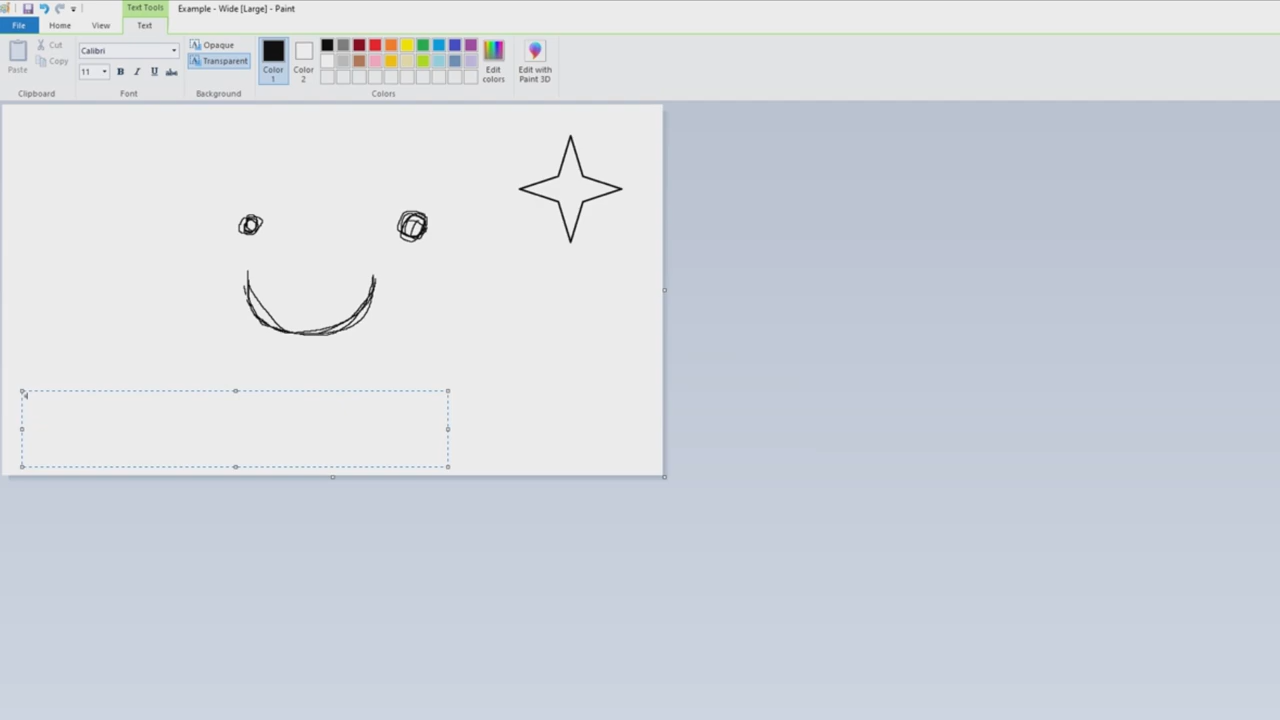 Text Tools
Example - Wide [Large] - Paint
File Home View Text
Paste
Cut
Copy
Clipboard
Calibri
11 B I U abc
Font
Opaque
Transparent
Background
Color 1
Color 2
Edit colors
Colors
Edit with Paint 3D